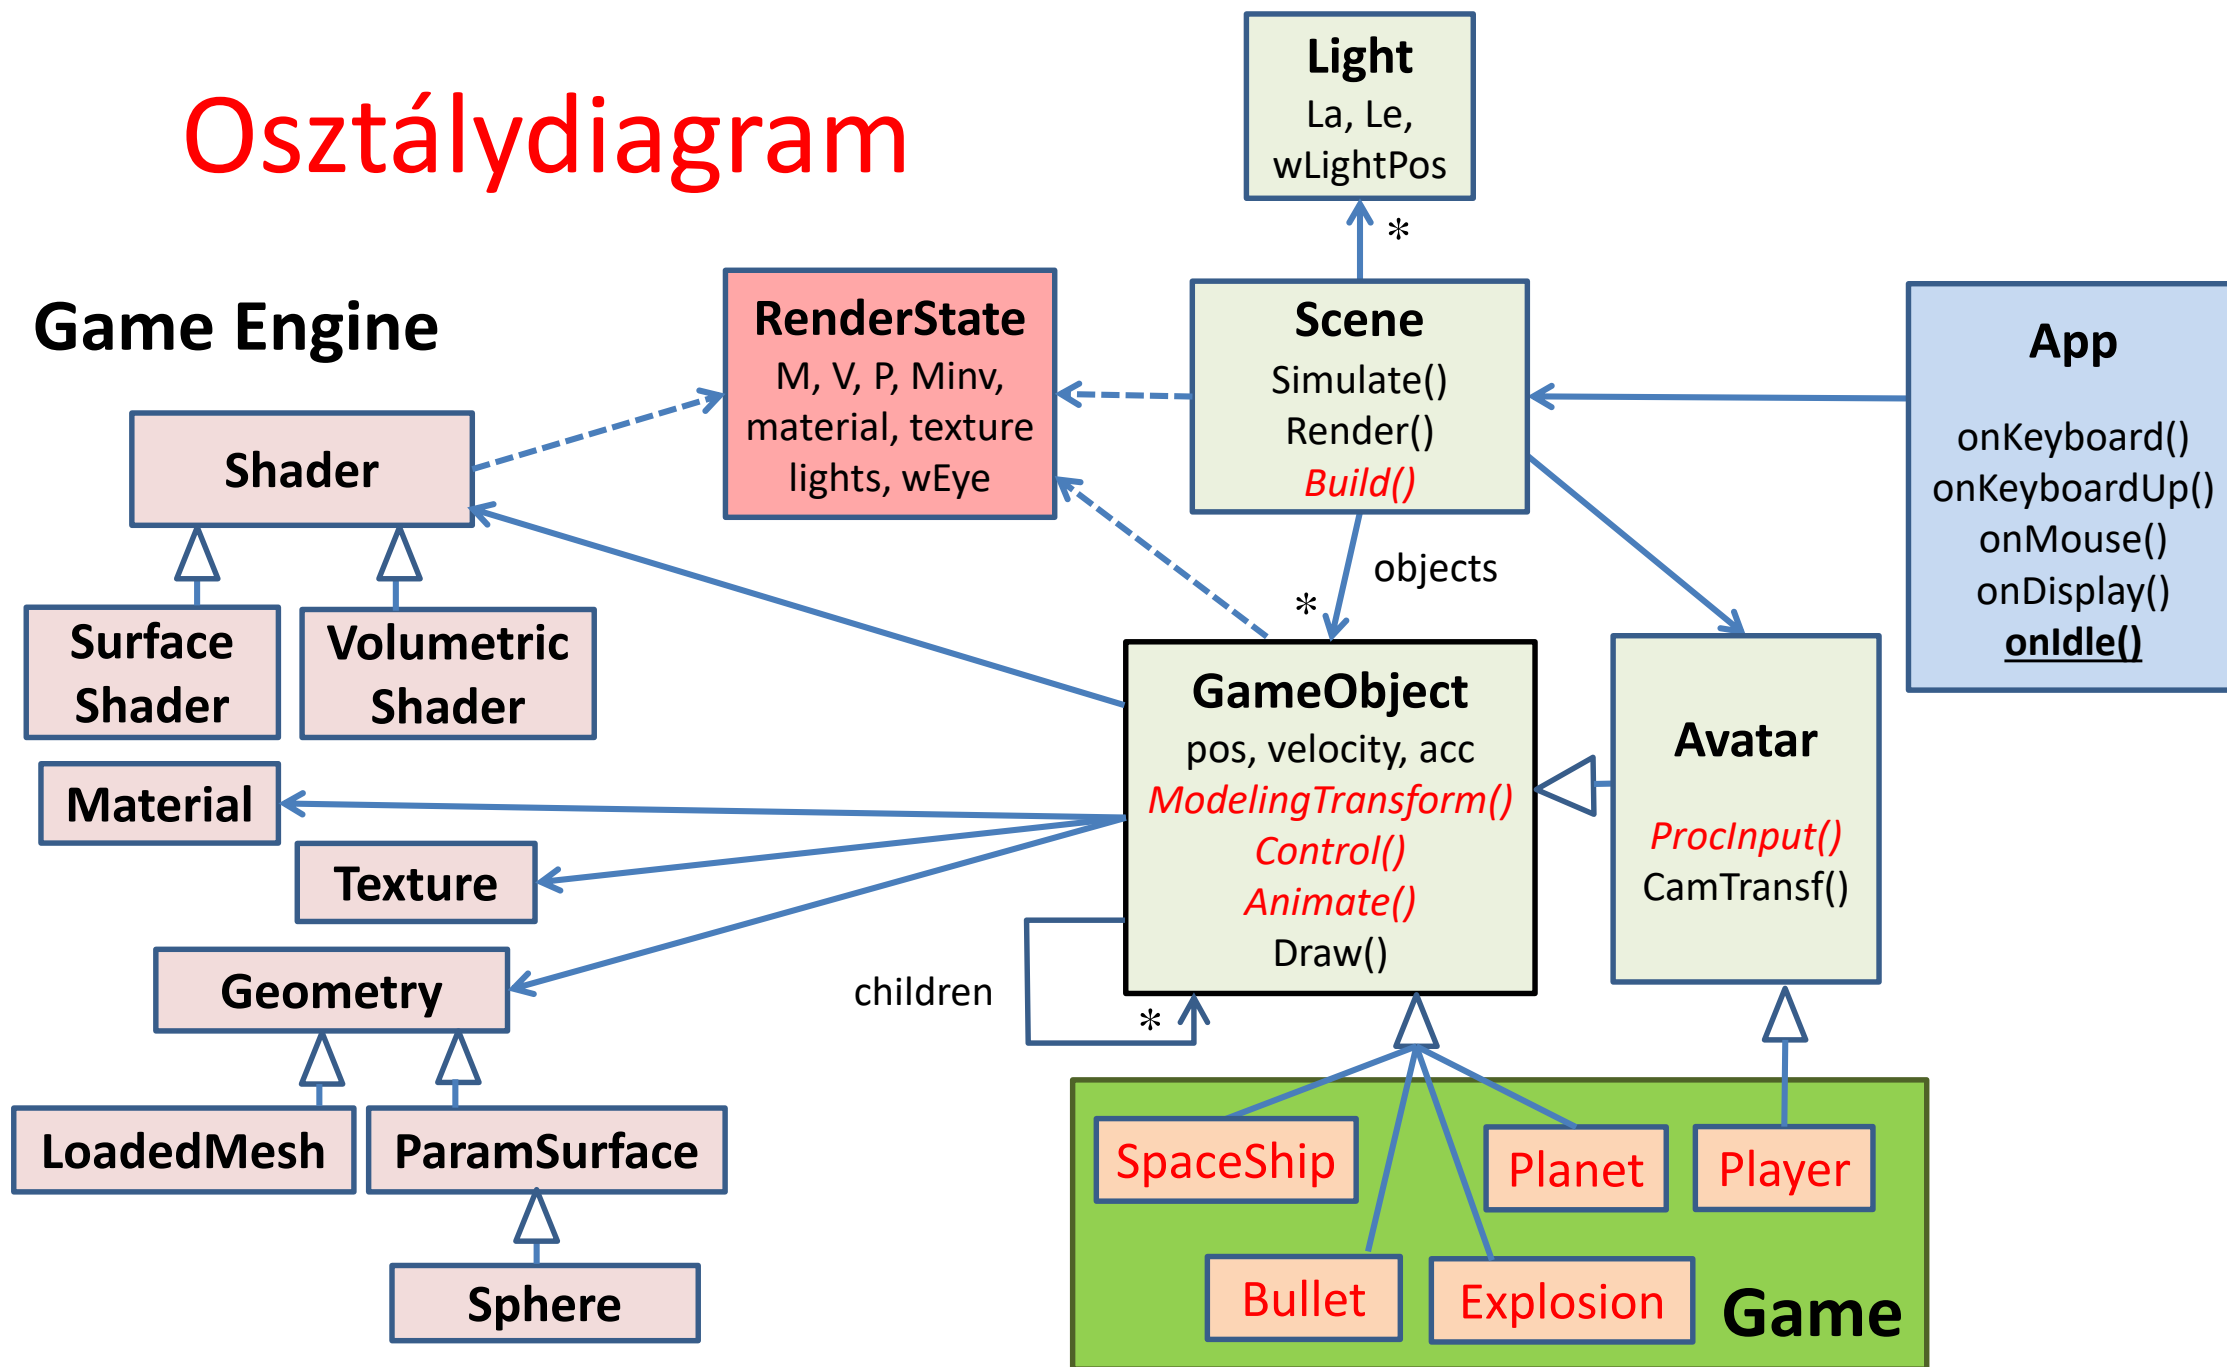 Osztálydiagram
Light
La, Le,
wLightPos
*
Game Engine
RenderState
M, V, P, Minv,
material, texture
lights, wEye
Scene
Simulate()
Render()
Build()
App
onKeyboard()
onKeyboardUp()
onMouse()
onDisplay()
onIdle()
Shader
Surface
Shader
Volumetric
Shader
objects
*
Material
Texture
Geometry
LoadedMesh
ParamSurface
Sphere
GameObject
pos, velocity, acc
ModelingTransform()
Control()
Animate()
Draw()
children
*
Avatar
ProcInput()
CamTransf()
SpaceShip
Planet
Player
Bullet
Explosion
Game